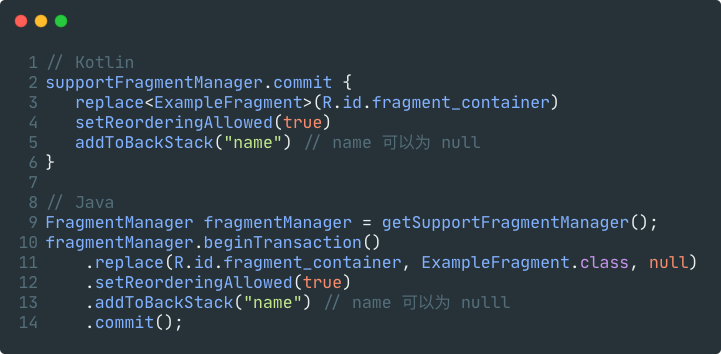 1 // Kotlin
2 supportFragmentManager.commit {
3    replace<ExampleFragment>(R.id.fragment_container)
4    setReorderingAllowed(true)
5    addToBackStack("name") // name 可以为 null
6 }
7
8 // Java
9 FragmentManager fragmentManager = getSupportFragmentManager();
10 fragmentManager.beginTransaction()
11     .replace(R.id.fragment_container, ExampleFragment.class, null)
12     .setReorderingAllowed(true)
13     .addToBackStack("name") // name 可以为 nulll
14     .commit();